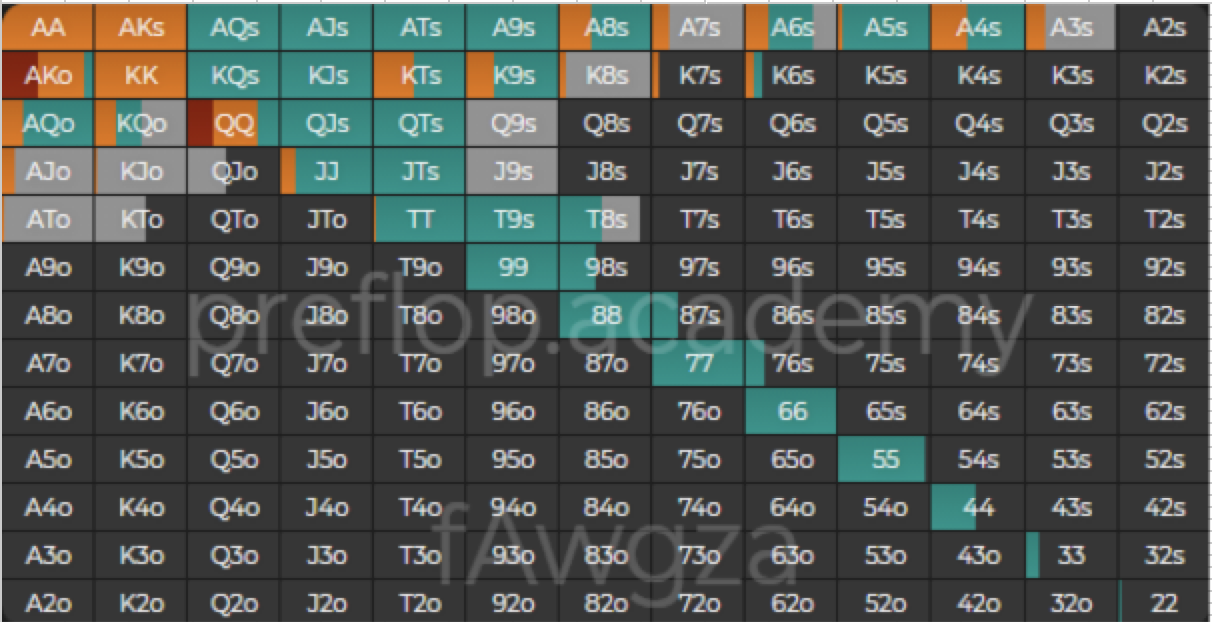 AA AKs AQs AJs ATs A9s A8s A7s A6s A5s A4s A3s A2s
AKo KK KQs KJs KTs K9s K8s K7s K6s K5s K4s K3s K2s
AQo KQo QQ QJs QTs Q9s Q8s Q7s Q6s Q5s Q4s Q3s Q2s
AJo KJo QJo JJ JTs J9s J8s J7s J6s J5s J4s J3s J2s
ATo KTo QTo JTo TT T9s T8s T7s T6s T5s T4s T3s T2s
A9o K9o Q9o J9o T9o 99 98s 97s 96s 95s 94s 93s 92s
A8o K8o Q8o J8o T8o 98o 88 87s 86s 85s 84s 83s 82s
preflop.academy
A7o K7o Q7o J7o T7o 97o 87o 77 76s 75s 74s 73s 72s
A6o K6o Q6o J6o T6o 96o 86o 76o 66 65s 64s 63s 62s
A5o K5o Q5o J5o T5o 95o 85o 75o 65o 55 54s 53s 52s
A4o K4o Q4o J4o T4o 94o 84o 74o 64o 54o 44 43s 42s
fAwgza
A3o K3o Q3o J3o T3o 93o 83o 73o 63o 53o 43o 33 32s
A2o K2o Q2o J2o T2o 92o 82o 72o 62o 52o 42o 32o 22